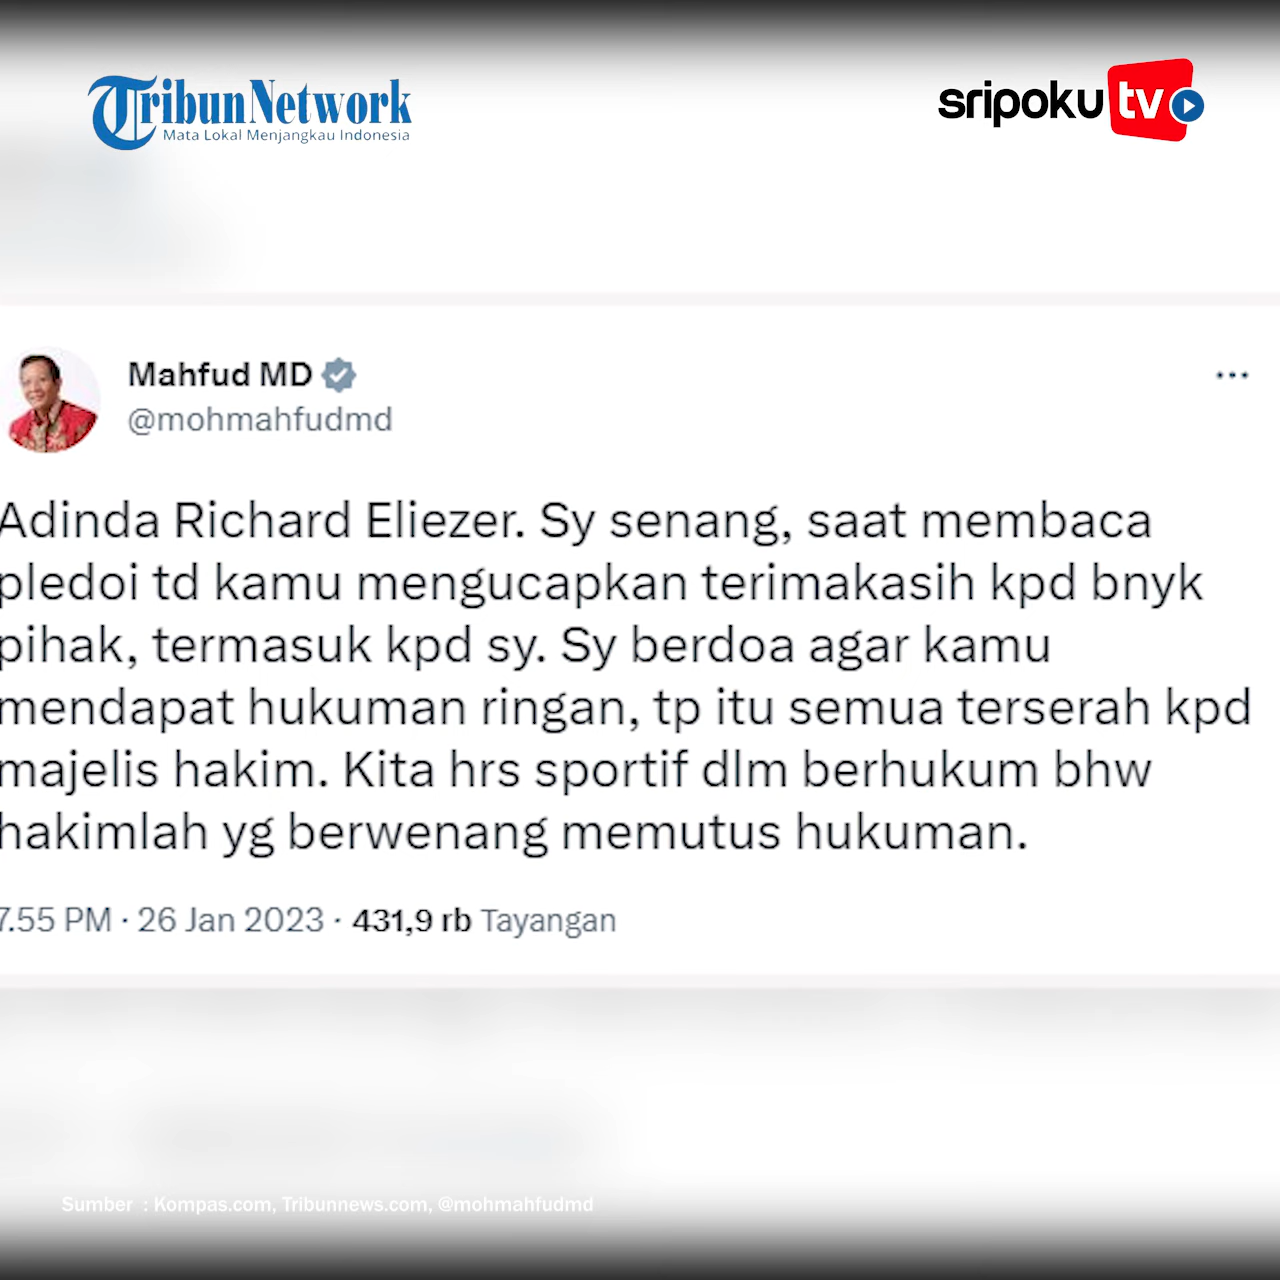 Tribun Network
Mata Lokal Menjangkau Indonesia
sripoku tv
Mahfud MD
@mohmahfudmd
Adinda Richard Eliezer. Sy senang, saat membaca
pledoi td kamu mengucapkan terimakasih kpd bnyk
pihak, termasuk kpd sy. Sy berdoa agar kamu
mendapat hukuman ringan, tp itu semua terserah kpd
majelis hakim. Kita hrs sportif dlm berhukum bhw
hakimlah yg berwenang memutus hukuman.
7.55 PM · 26 Jan 2023 · 431,9 rb Tayangan
Sumber : Kompas.com, Tribunnews.com, @mohmahfudmd